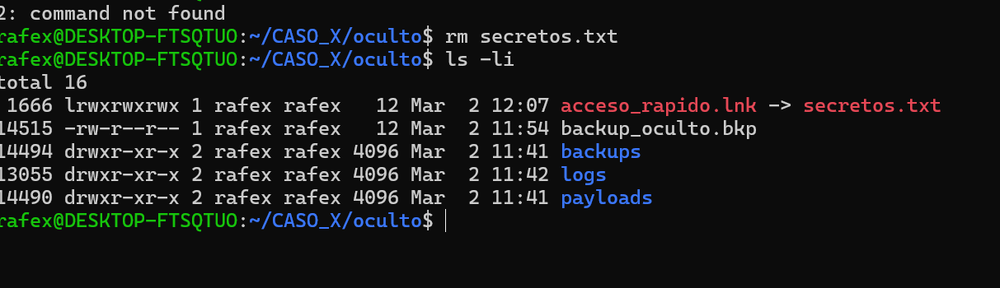 2: command not found
rafex@DESKTOP-FTSQTUO:~/CASO_X/oculto$ rm secretos.txt
rafex@DESKTOP-FTSQTUO:~/CASO_X/oculto$ ls -li
total 16
1666 lrwxrwxrwx 1 rafex rafex   12 Mar  2 12:07 acceso_rapido.lnk -> secretos.txt
14515 -rw-r--r-- 1 rafex rafex   12 Mar  2 11:54 backup_oculto.bkp
14494 drwxr-xr-x 2 rafex rafex 4096 Mar  2 11:41 backups
13055 drwxr-xr-x 2 rafex rafex 4096 Mar  2 11:42 logs
14490 drwxr-xr-x 2 rafex rafex 4096 Mar  2 11:41 payloads
rafex@DESKTOP-FTSQTUO:~/CASO_X/oculto$